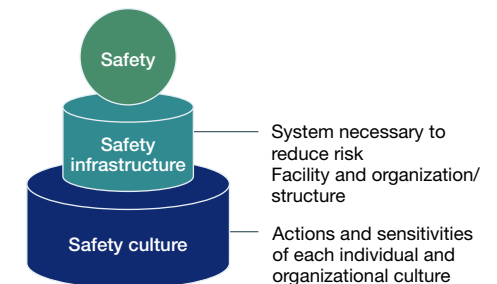 Safety
Safety
infrastructure
System necessary to
reduce risk
Facility and organization/
structure
Safety culture
Actions and sensitivities
of each individual and
organizational culture